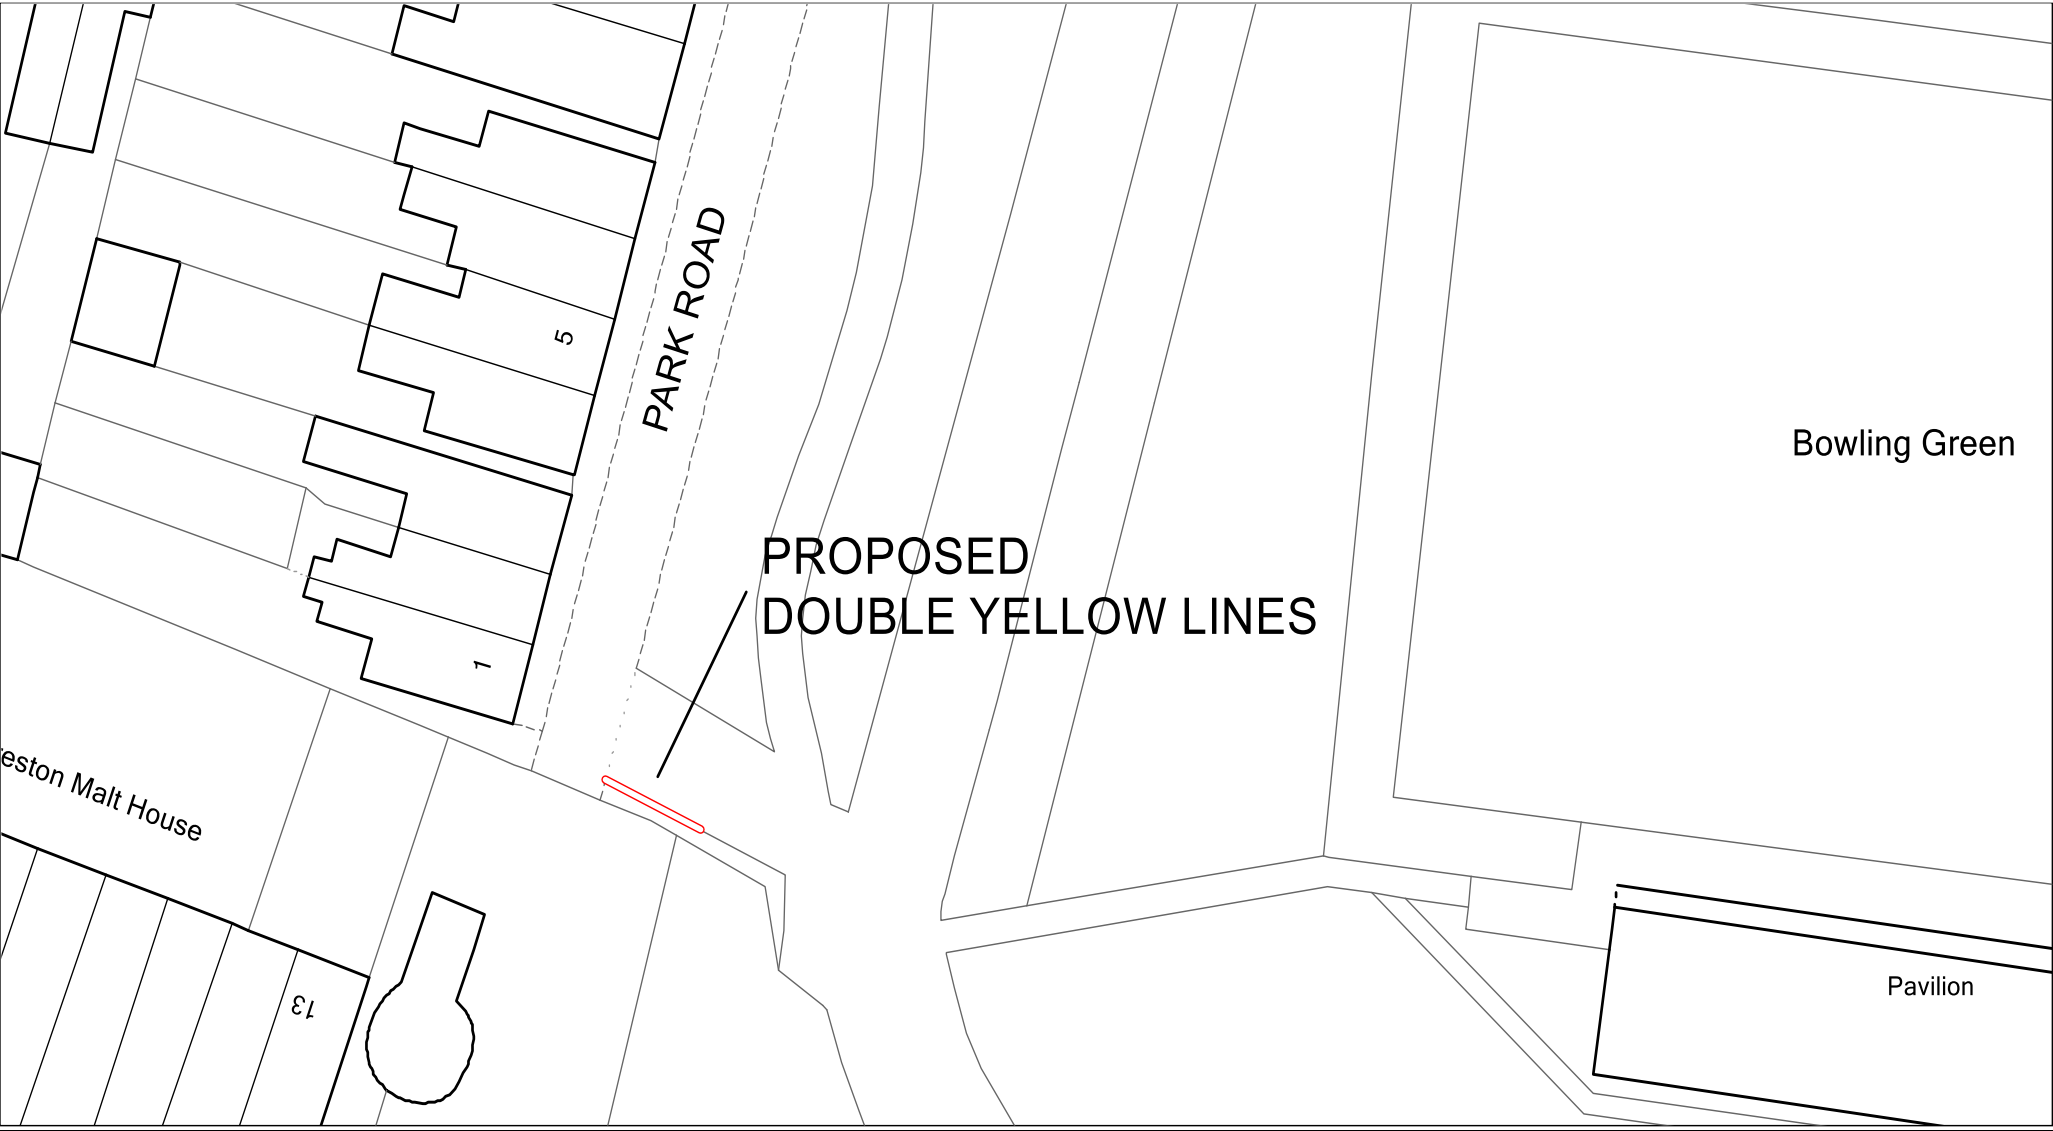 PARK ROAD
5
Bowling Green
PROPOSED
DOUBLE YELLOW LINES
1
eston Malt House
13
Pavilion